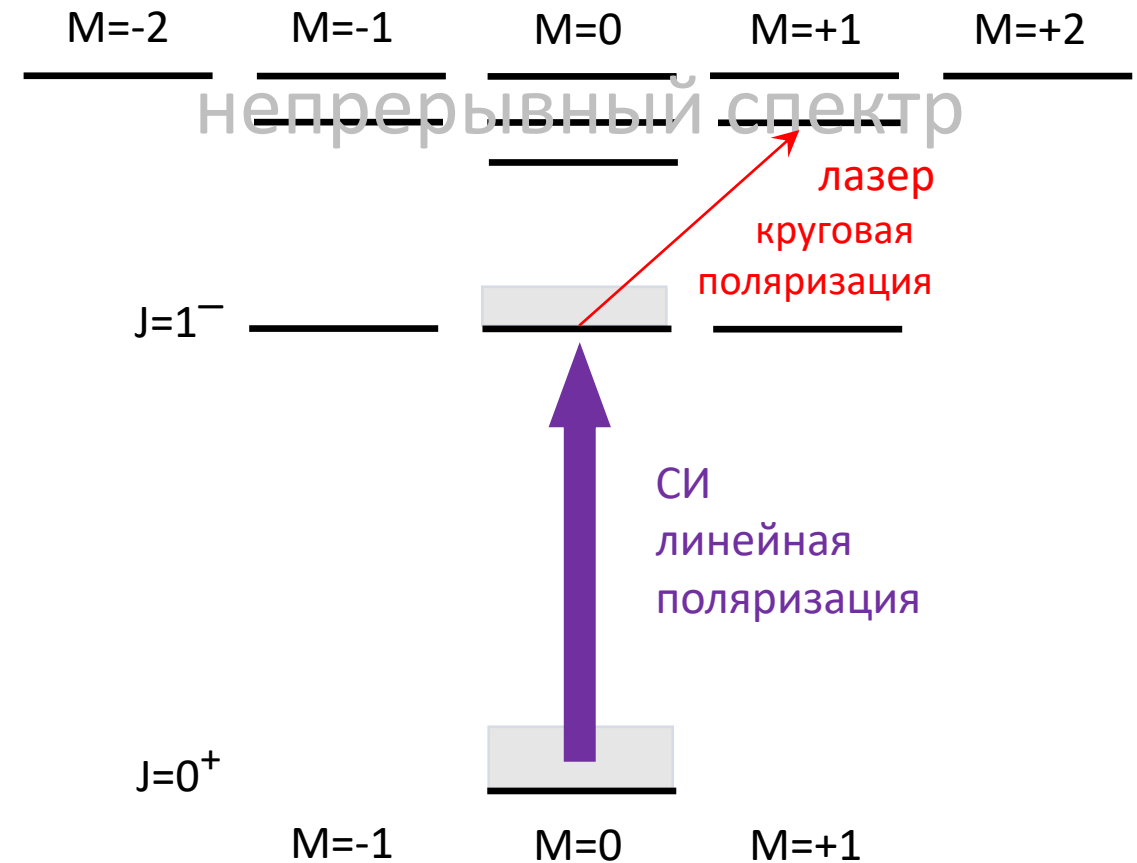 M=-2 M=-1 M=0 M=+1 M=+2
непрерывный спектр
лазер
круговая
поляризация
J=1⁻
СИ
линейная
поляризация
J=0⁺
M=-1 M=0 M=+1